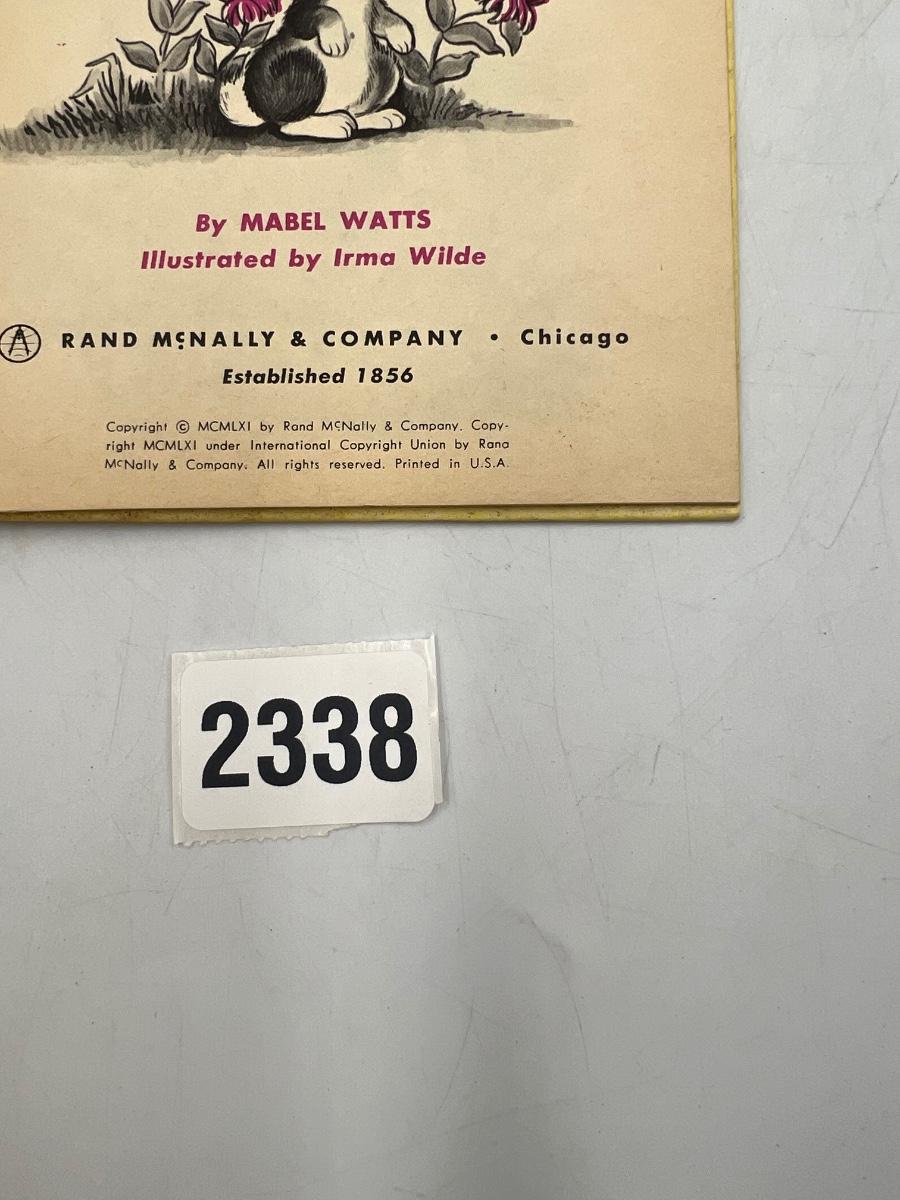 By MABEL WATTS
Illustrated by Irma Wilde
RAND McNALLY & COMPANY • Chicago
Established 1856
Copyright © MCMLXI by Rand McNally & Company. Copy-
right MCMLXI under International Copyright Union by Rand
McNally & Company. All rights reserved. Printed in U.S.A.
2338